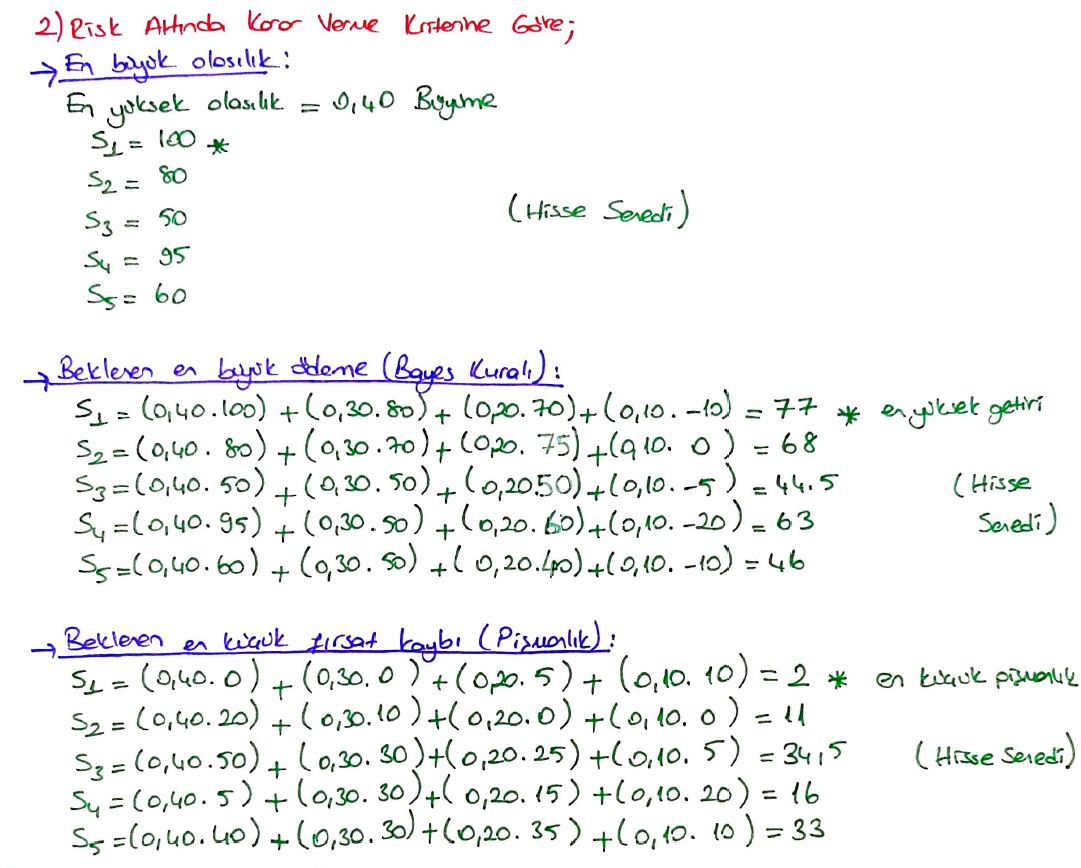 2) Risk Altında Karar Verme Kriterine Göre;
→ En büyük olasılık:
En yüksek olasılık = 0,40 Büyüme
S1 = 100 *
S2 = 80
S3 = 50 (Hisse Senedi)
S4 = 95
S5 = 60
→ Beklenen en büyük ödeme (Bayes Kuralı):
S1 = (0,40.100) + (0,30.80) + (0,20.70) + (0,10.-10) = 77 * en yüksek getiri
S2 = (0,40.80) + (0,30.70) + (0,20.75) + (0,10.0) = 68
S3 = (0,40.50) + (0,30.50) + (0,20.50) + (0,10.-5) = 44.5 (Hisse
S4 = (0,40.95) + (0,30.50) + (0,20.60) + (0,10.-20) = 63 Senedi)
S5 = (0,40.60) + (0,30.50) + (0,20.40) + (0,10.-10) = 46
→ Beklenen en küçük fırsat kaybı (Pişmanlık):
S1 = (0,40.0) + (0,30.0) + (0,20.5) + (0,10.10) = 2 * en küçük pişmanlık
S2 = (0,40.20) + (0,30.10) + (0,20.0) + (0,10.0) = 11
S3 = (0,40.50) + (0,30.30) + (0,20.25) + (0,10.5) = 34,5 (Hisse Senedi)
S4 = (0,40.5) + (0,30.30) + (0,20.15) + (0,10.20) = 16
S5 = (0,40.40) + (0,30.30) + (0,20.35) + (0,10.10) = 33